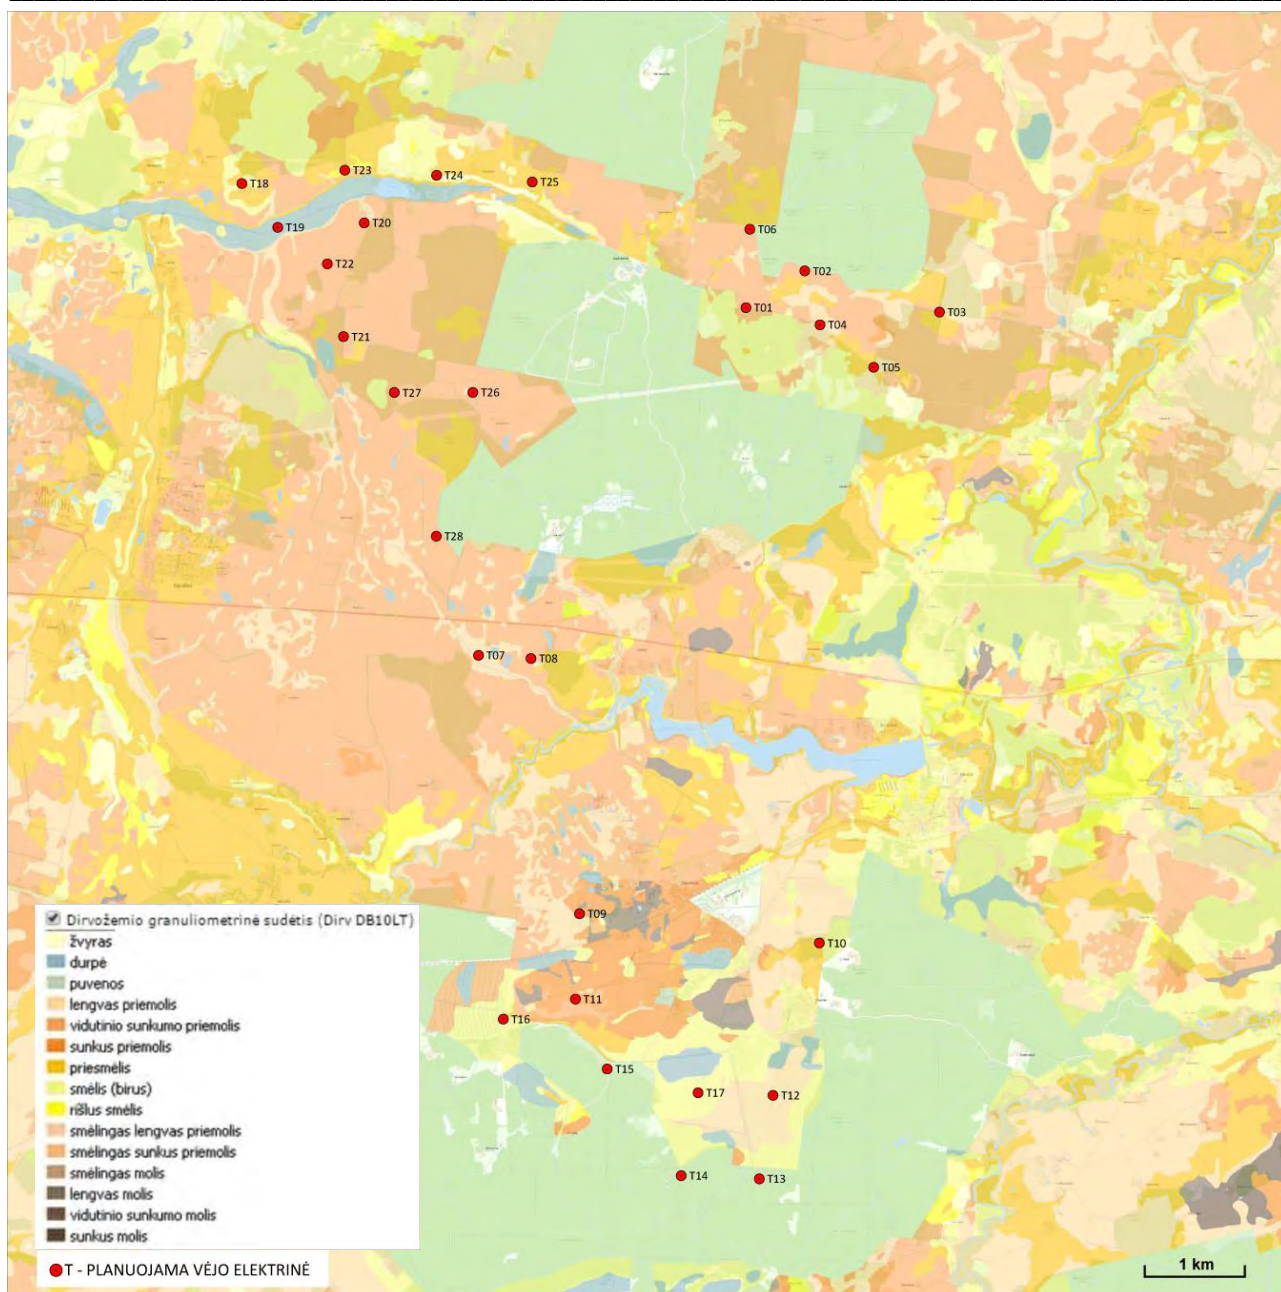 T23
T24
T18
T25
T19
T20
T06
T22
T02
T01
T03
T04
T21
T05
T27
T26
T28
T07
T08
T09
T10
T11
T16
T15
T17
T12
T14
T13
Dirvožemio granuliometrinė sudėtis (Dirv DB10LT)
žvyras
durpė
puvenos
lengvas priemolis
vidutinio sunkumo priemolis
sunkus priemolis
priesmėlis
smėlis (birus)
rišlus smėlis
smėlingas lengvas priemolis
smėlingas sunkus priemolis
smėlingas molis
lengvas molis
vidutinio sunkumo molis
sunkus molis
T - PLANUOJAMA VĖJO ELEKTRINĖ
1 km